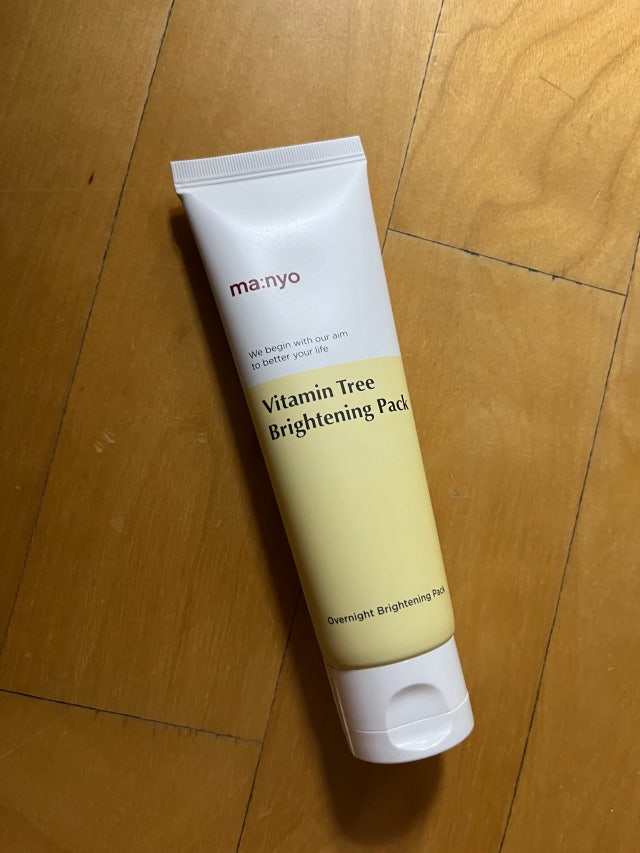 ma:nyo
We begin with our aim
to better your life
Vitamin Tree
Brightening Pack
Overnight Brightening Pack